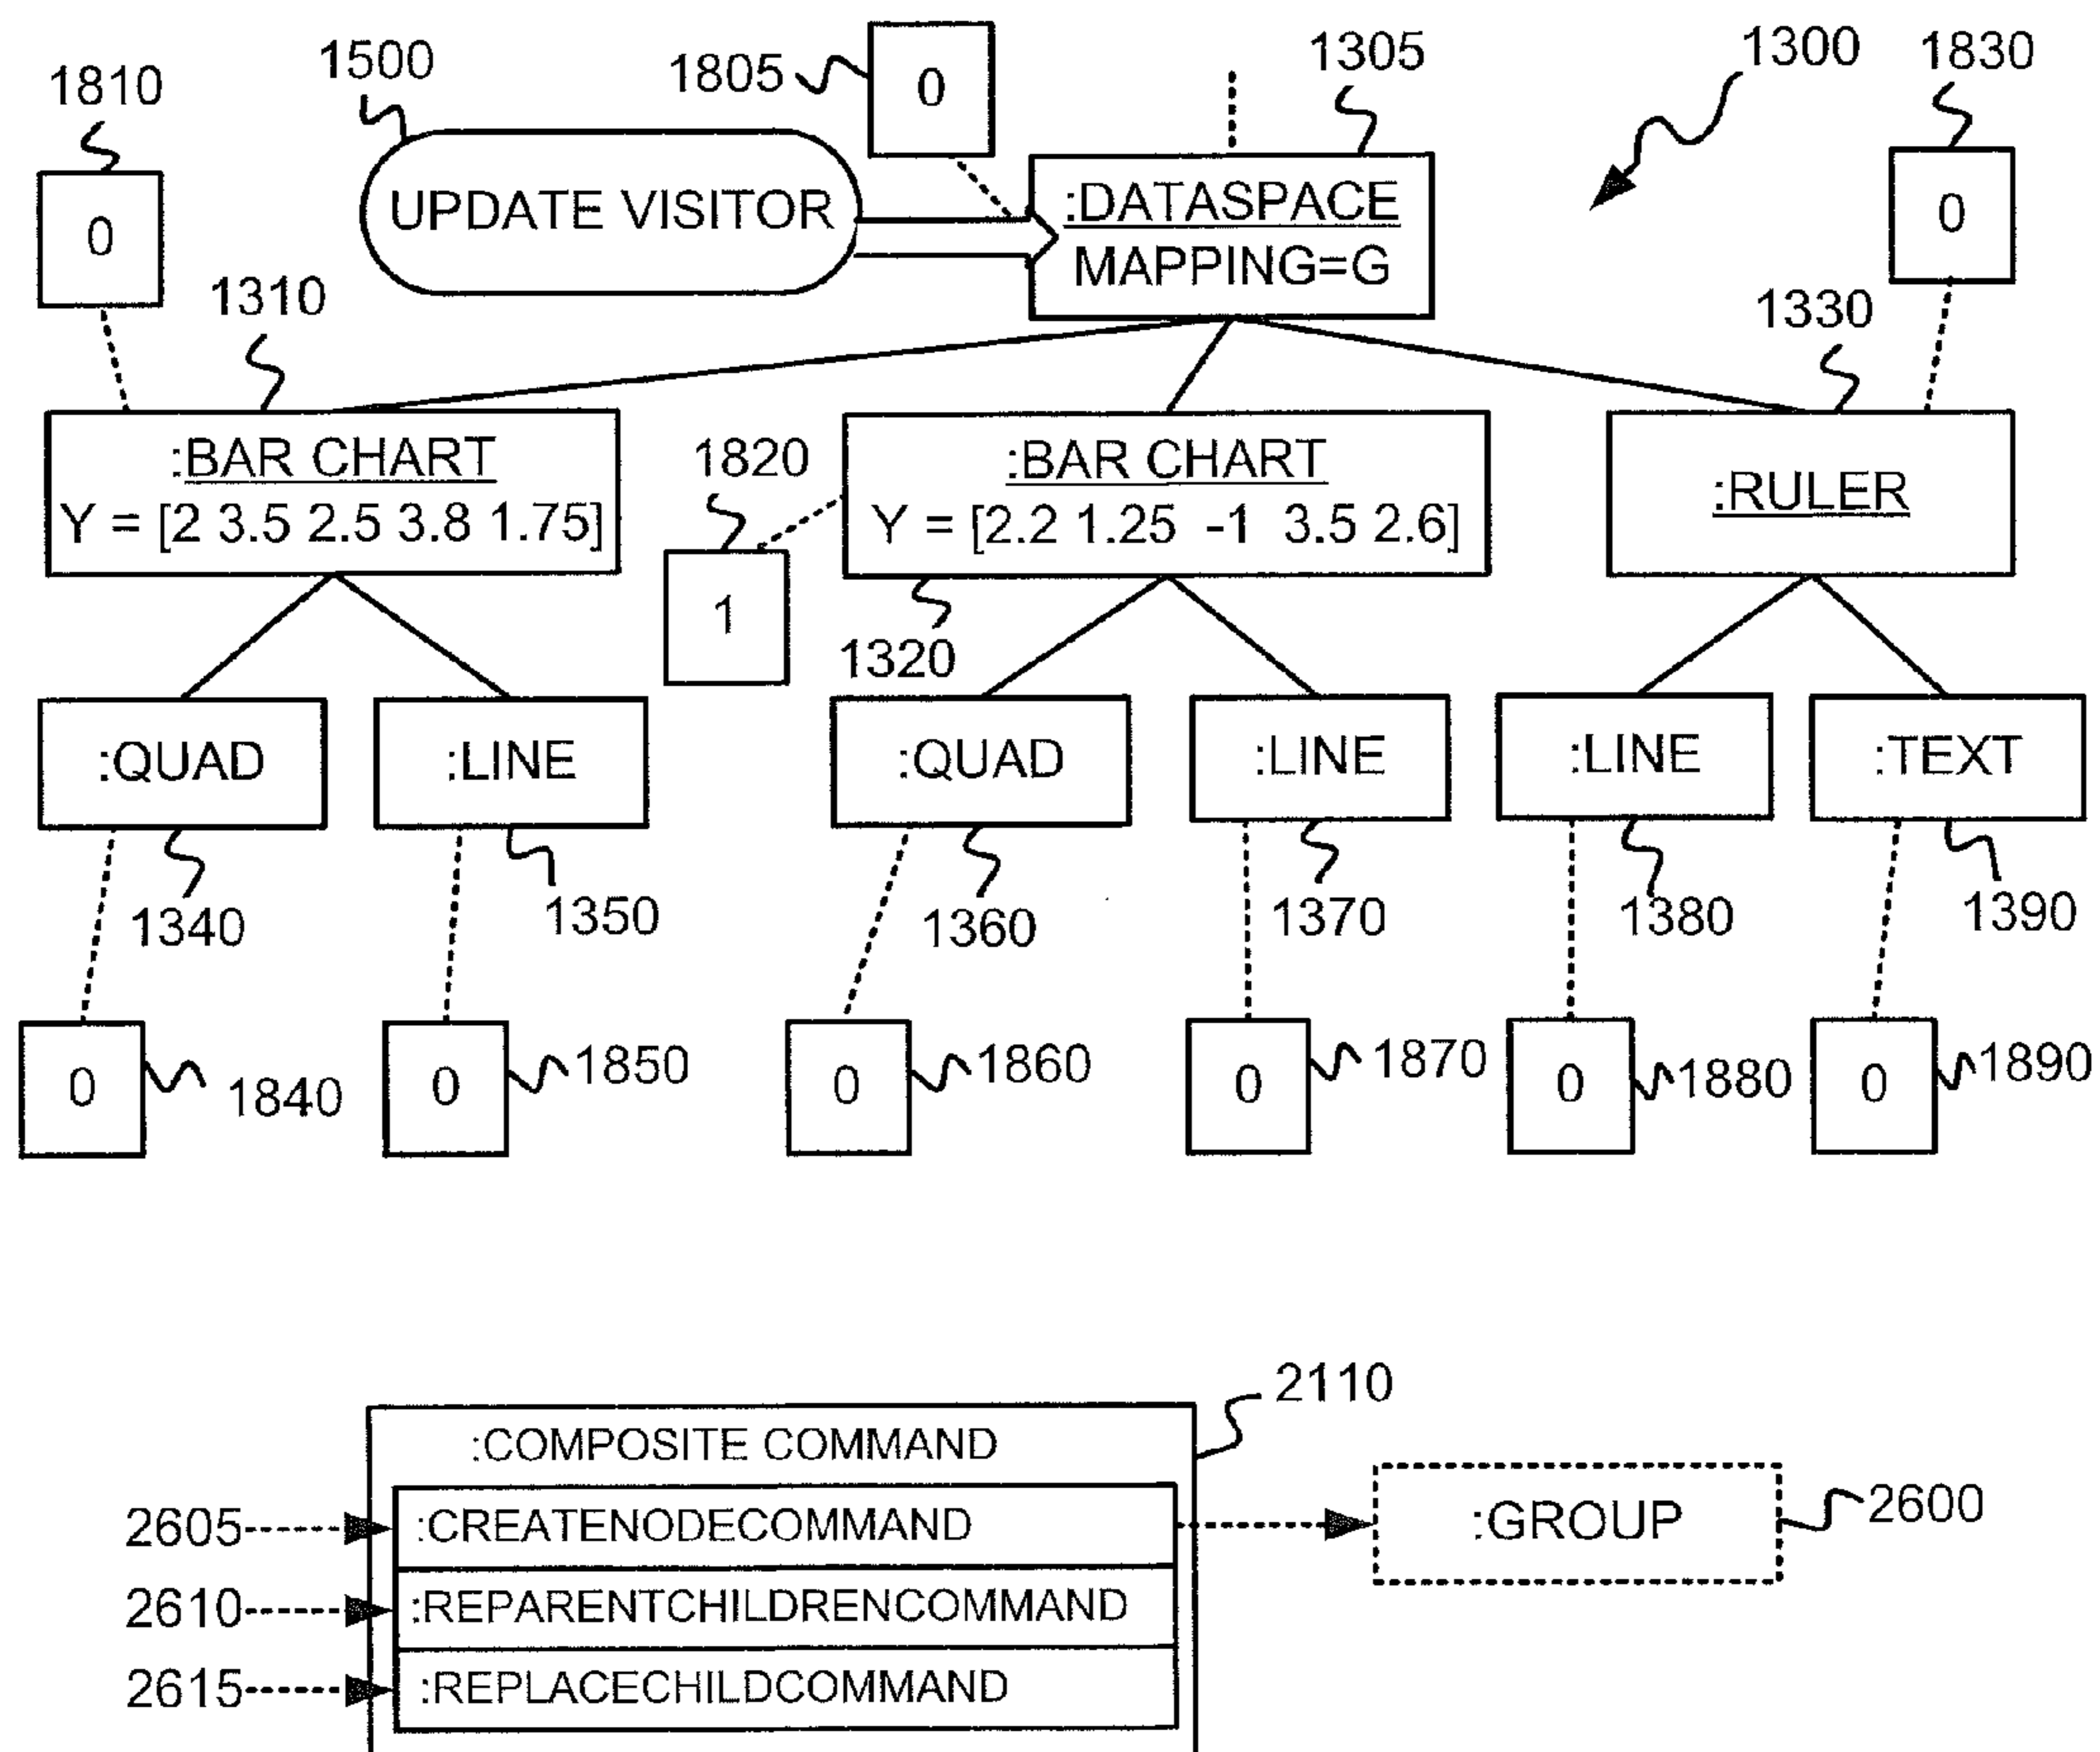 1810
1500
1805
0
1305
1300
1830
0
UPDATE VISITOR
:DATASPACE
MAPPING=G
0
1310
1330
:BAR CHART
Y = [2 3.5 2.5 3.8 1.75]
1820
1
:BAR CHART
Y = [2.2 1.25 -1 3.5 2.6]
1320
:RULER
:QUAD
:LINE
:QUAD
:LINE
:LINE
:TEXT
1340
1350
1360
1370
1380
1390
0
1840
0
1850
0
1860
0
1870
0
1880
0
1890
2110
:COMPOSITE COMMAND
2605
:CREATENODECOMMAND
:GROUP
2600
2610
:REPARENTCHILDRENCOMMAND
2615
:REPLACECHILDCOMMAND